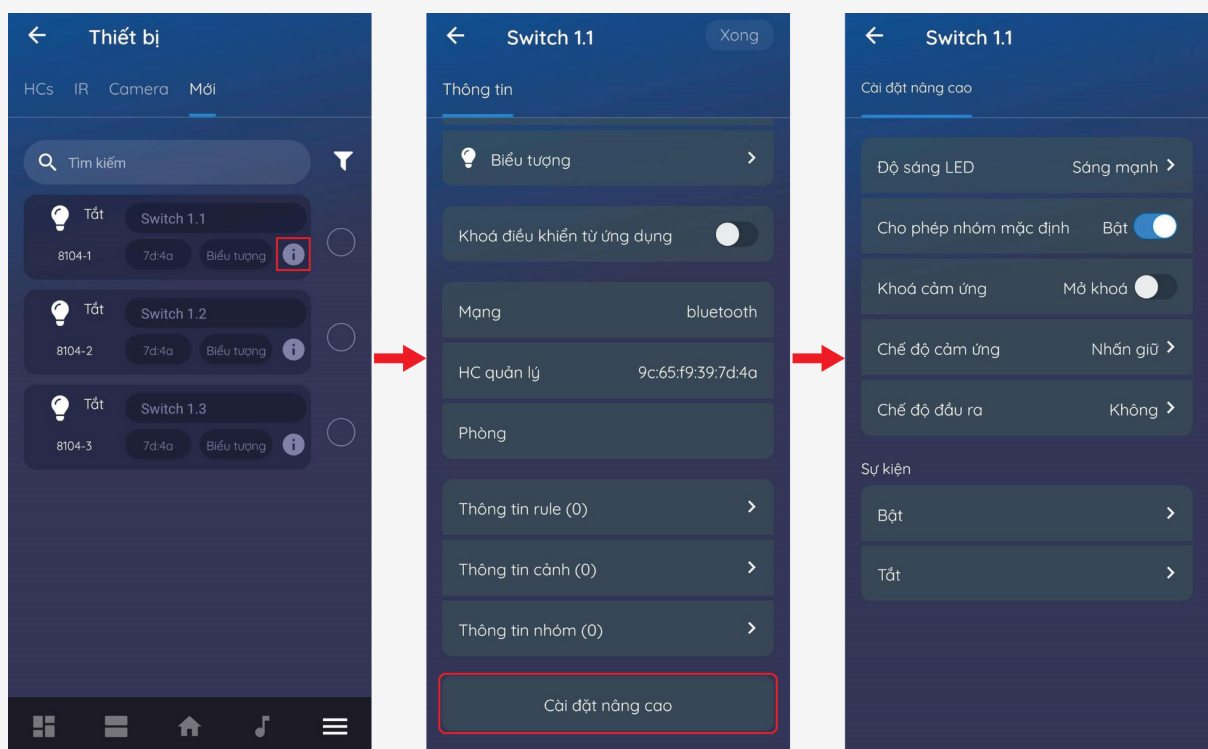 Thiết bị
HCs IR Camera Mới
Tìm kiếm
Tắt Switch 1.1
8104-1 7d:4a Biểu tượng i
Tắt Switch 1.2
8104-2 7d:4a Biểu tượng i
Tắt Switch 1.3
8104-3 7d:4a Biểu tượng i
Switch 1.1 Xong
Thông tin
Biểu tượng
Khoá điều khiển từ ứng dụng
Mạng bluetooth
HC quản lý 9c:65:f9:39:7d:4a
Phòng
Thông tin rule (0)
Thông tin cảnh (0)
Thông tin nhóm (0)
Cài đặt nâng cao
Switch 1.1
Cài đặt nâng cao
Độ sáng LED Sáng mạnh
Cho phép nhóm mặc định Bật
Khoá cảm ứng Mở khoá
Chế độ cảm ứng Nhấn giữ
Chế độ đầu ra Không
Sự kiện
Bật
Tắt